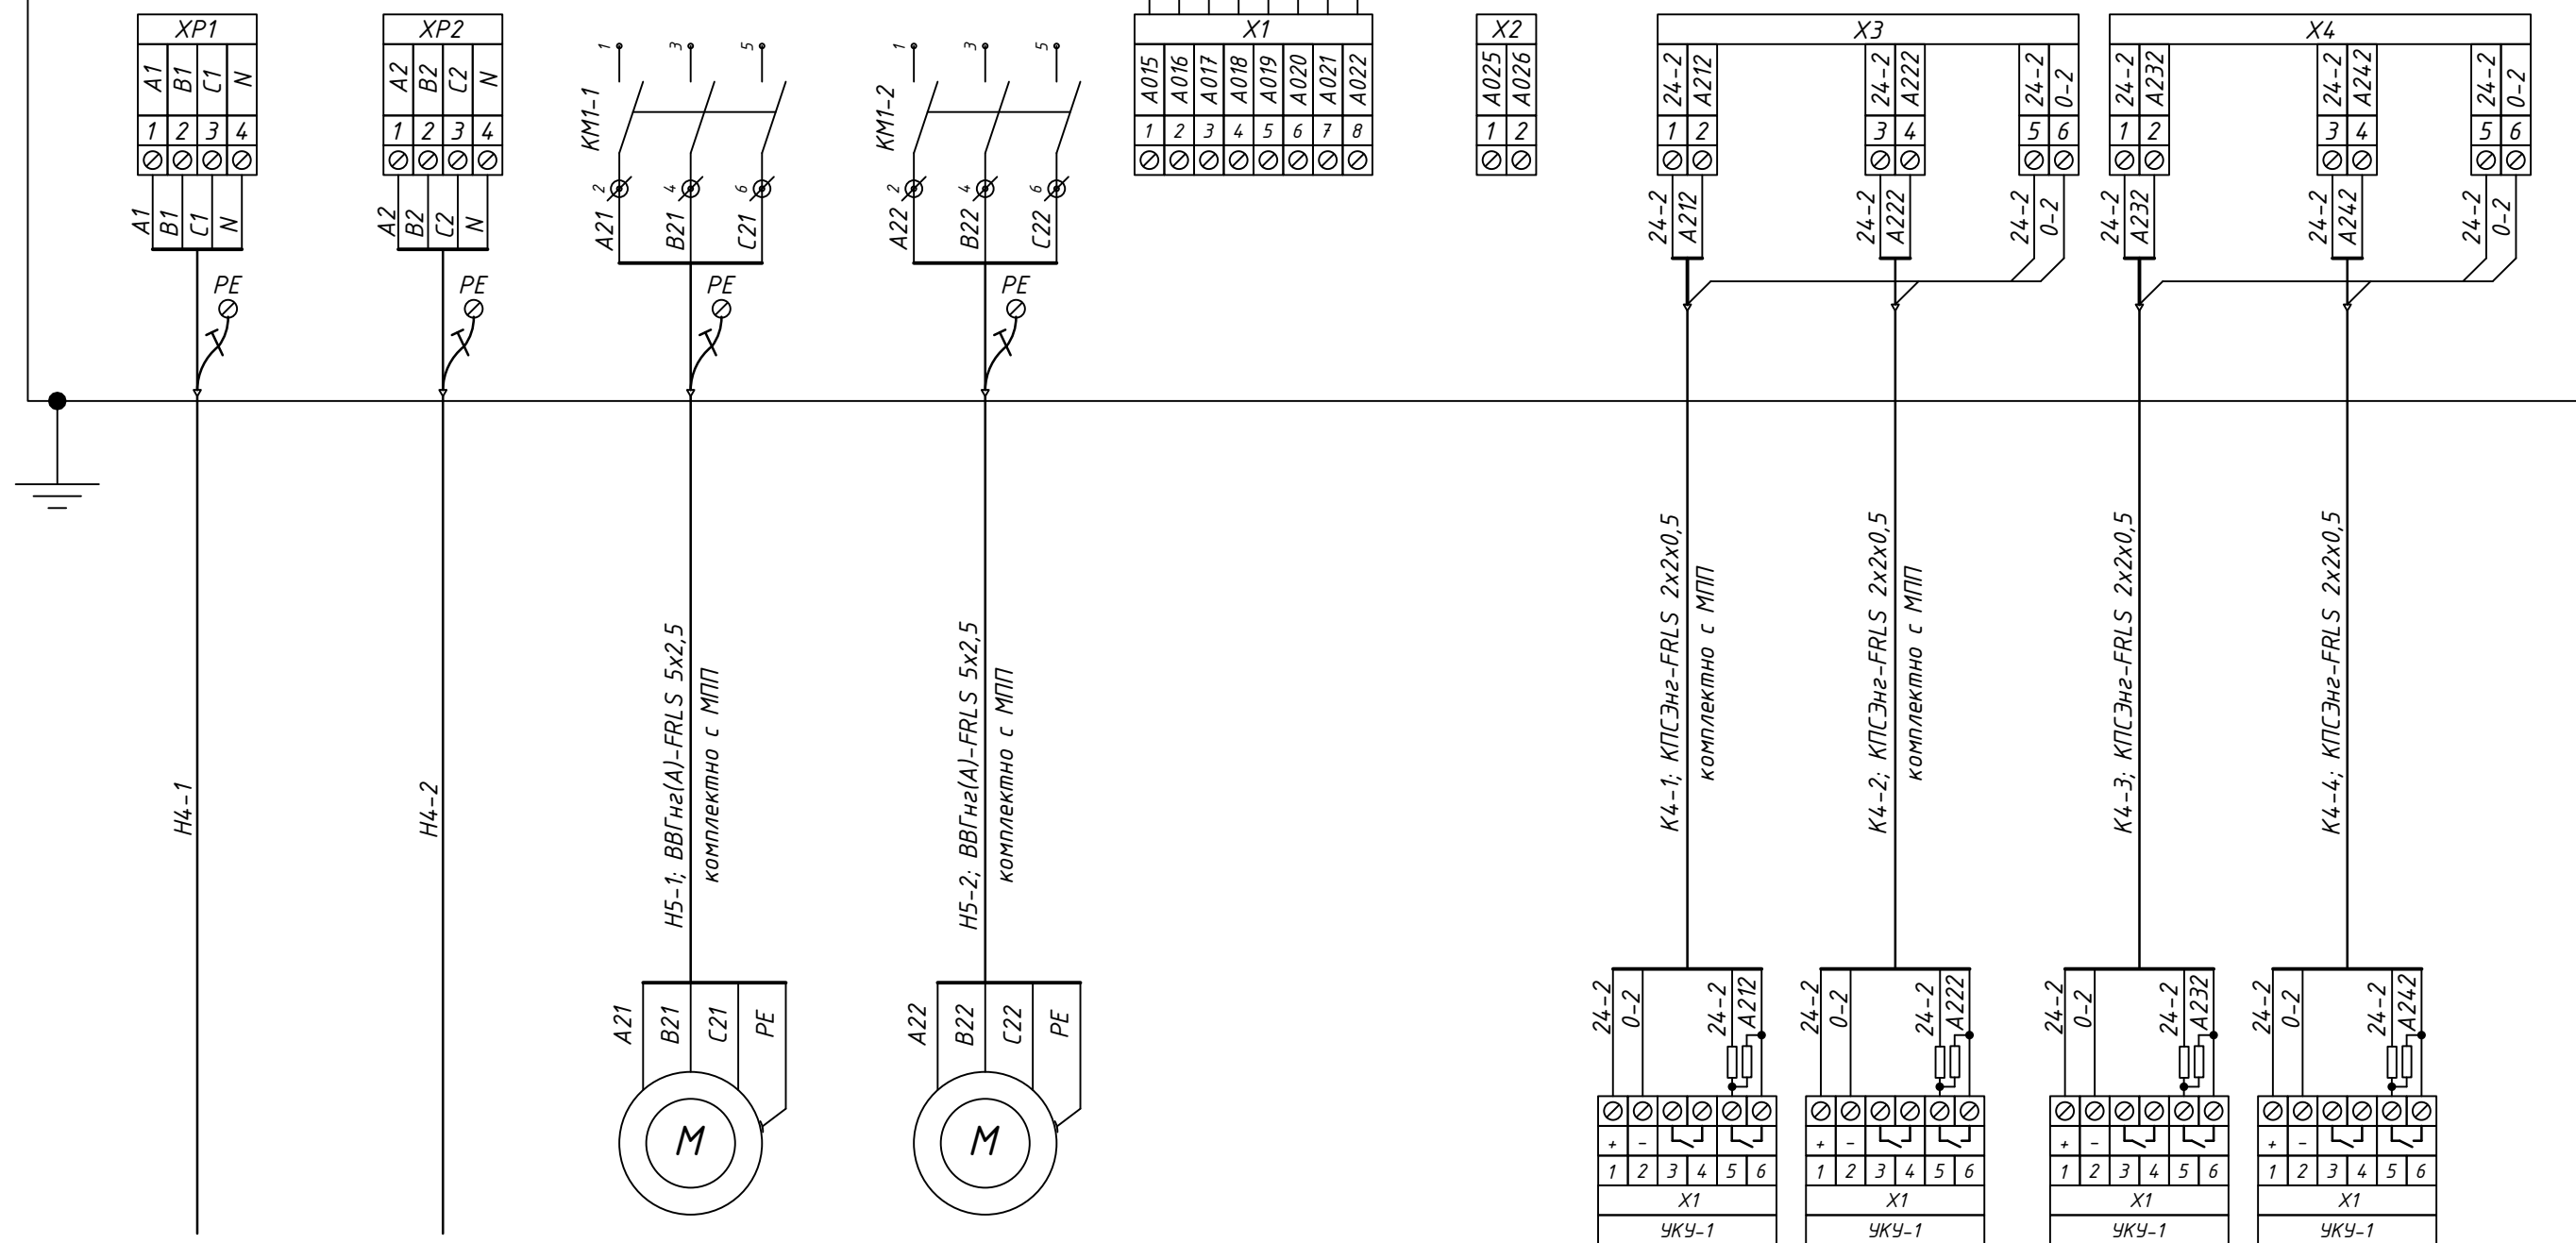 XP1
A1 B1 C1 N
1 2 3 4
A1 B1 C1 N
PE
H4-1
XP2
A2 B2 C2 N
1 2 3 4
A2 B2 C2 N
PE
H4-2
KM1-1
1 3 5
2 4 6
A21 B21 C21
PE
H5-1; ВВГнг(А)-FRLS 5x2,5
комплектно с МПП
A21 B21 C21 PE
M
KM1-2
1 3 5
2 4 6
A22 B22 C22
PE
H5-2; ВВГнг(А)-FRLS 5x2,5
комплектно с МПП
A22 B22 C22 PE
M
X1
A015 A016 A017 A018 A019 A020 A021 A022
1 2 3 4 5 6 7 8
X2
A025 A026
1 2
X3
24-2 A212 24-2 A222 24-2 0-2
1 2 3 4 5 6
24-2 A212 24-2 A222 24-2 0-2
K4-1; КПСЭнг-FRLS 2x2x0,5
комплектно с МПП
K4-2; КПСЭнг-FRLS 2x2x0,5
комплектно с МПП
X4
24-2 A232 24-2 A242 24-2 0-2
1 2 3 4 5 6
24-2 A232 24-2 A242 24-2 0-2
K4-3; КПСЭнг-FRLS 2x2x0,5
K4-4; КПСЭнг-FRLS 2x2x0,5
24-2 0-2 24-2 A212
+ -
1 2 3 4 5 6
X1
УКУ-1
24-2 0-2 24-2 A222
+ -
1 2 3 4 5 6
X1
УКУ-1
24-2 0-2 24-2 A232
+ -
1 2 3 4 5 6
X1
УКУ-1
24-2 0-2 24-2 A242
+ -
1 2 3 4 5 6
X1
УКУ-1